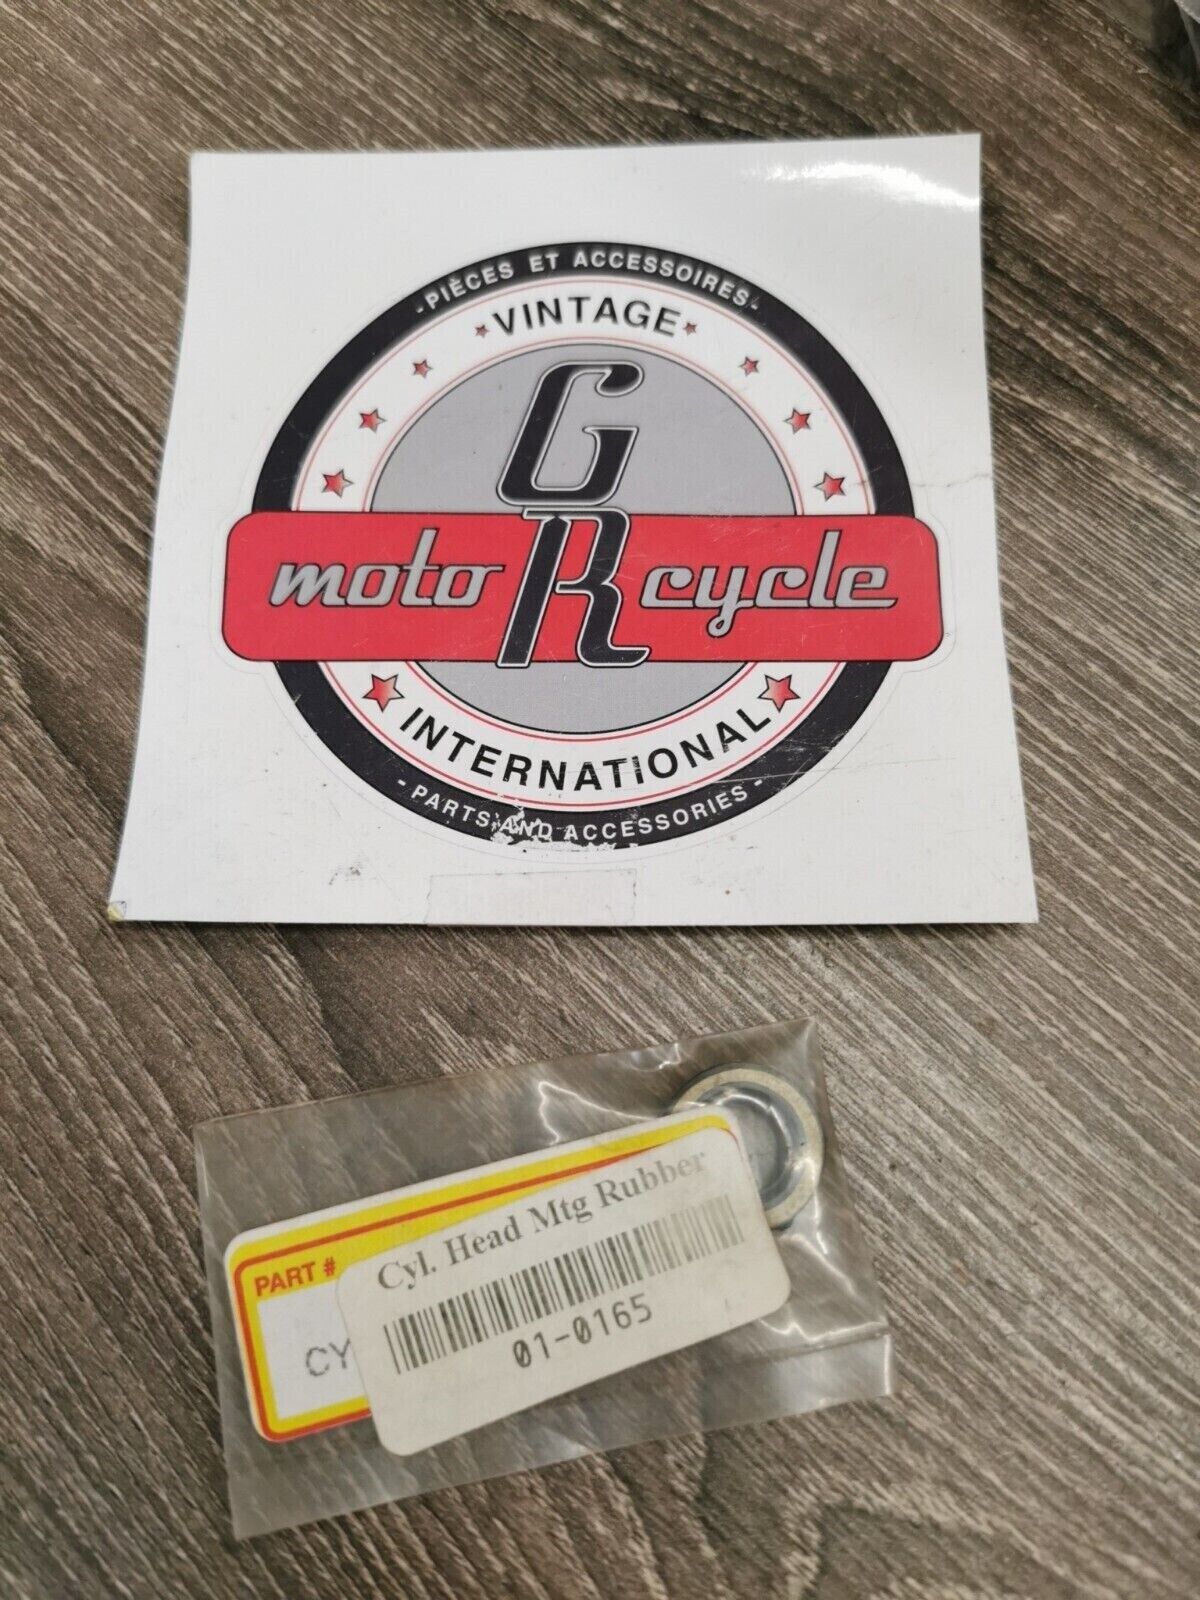 -PIÈCES ET ACCESSOIRES-
VINTAGE
GR
moto cycle
INTERNATIONAL
- PARTS AND ACCESSORIES -
PART #
CY
Cyl. Head Mtg Rubber
01-0165